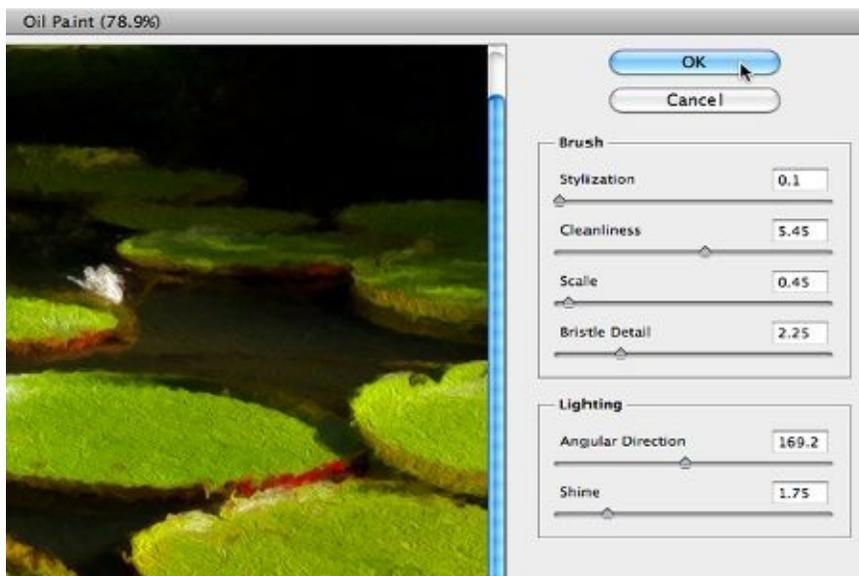 Oil Paint (78.9%)
OK
Cancel
Brush
Stylization 0.1
Cleanliness 5.45
Scale 0.45
Bristle Detail 2.25
Lighting
Angular Direction 169.2
Shine 1.75